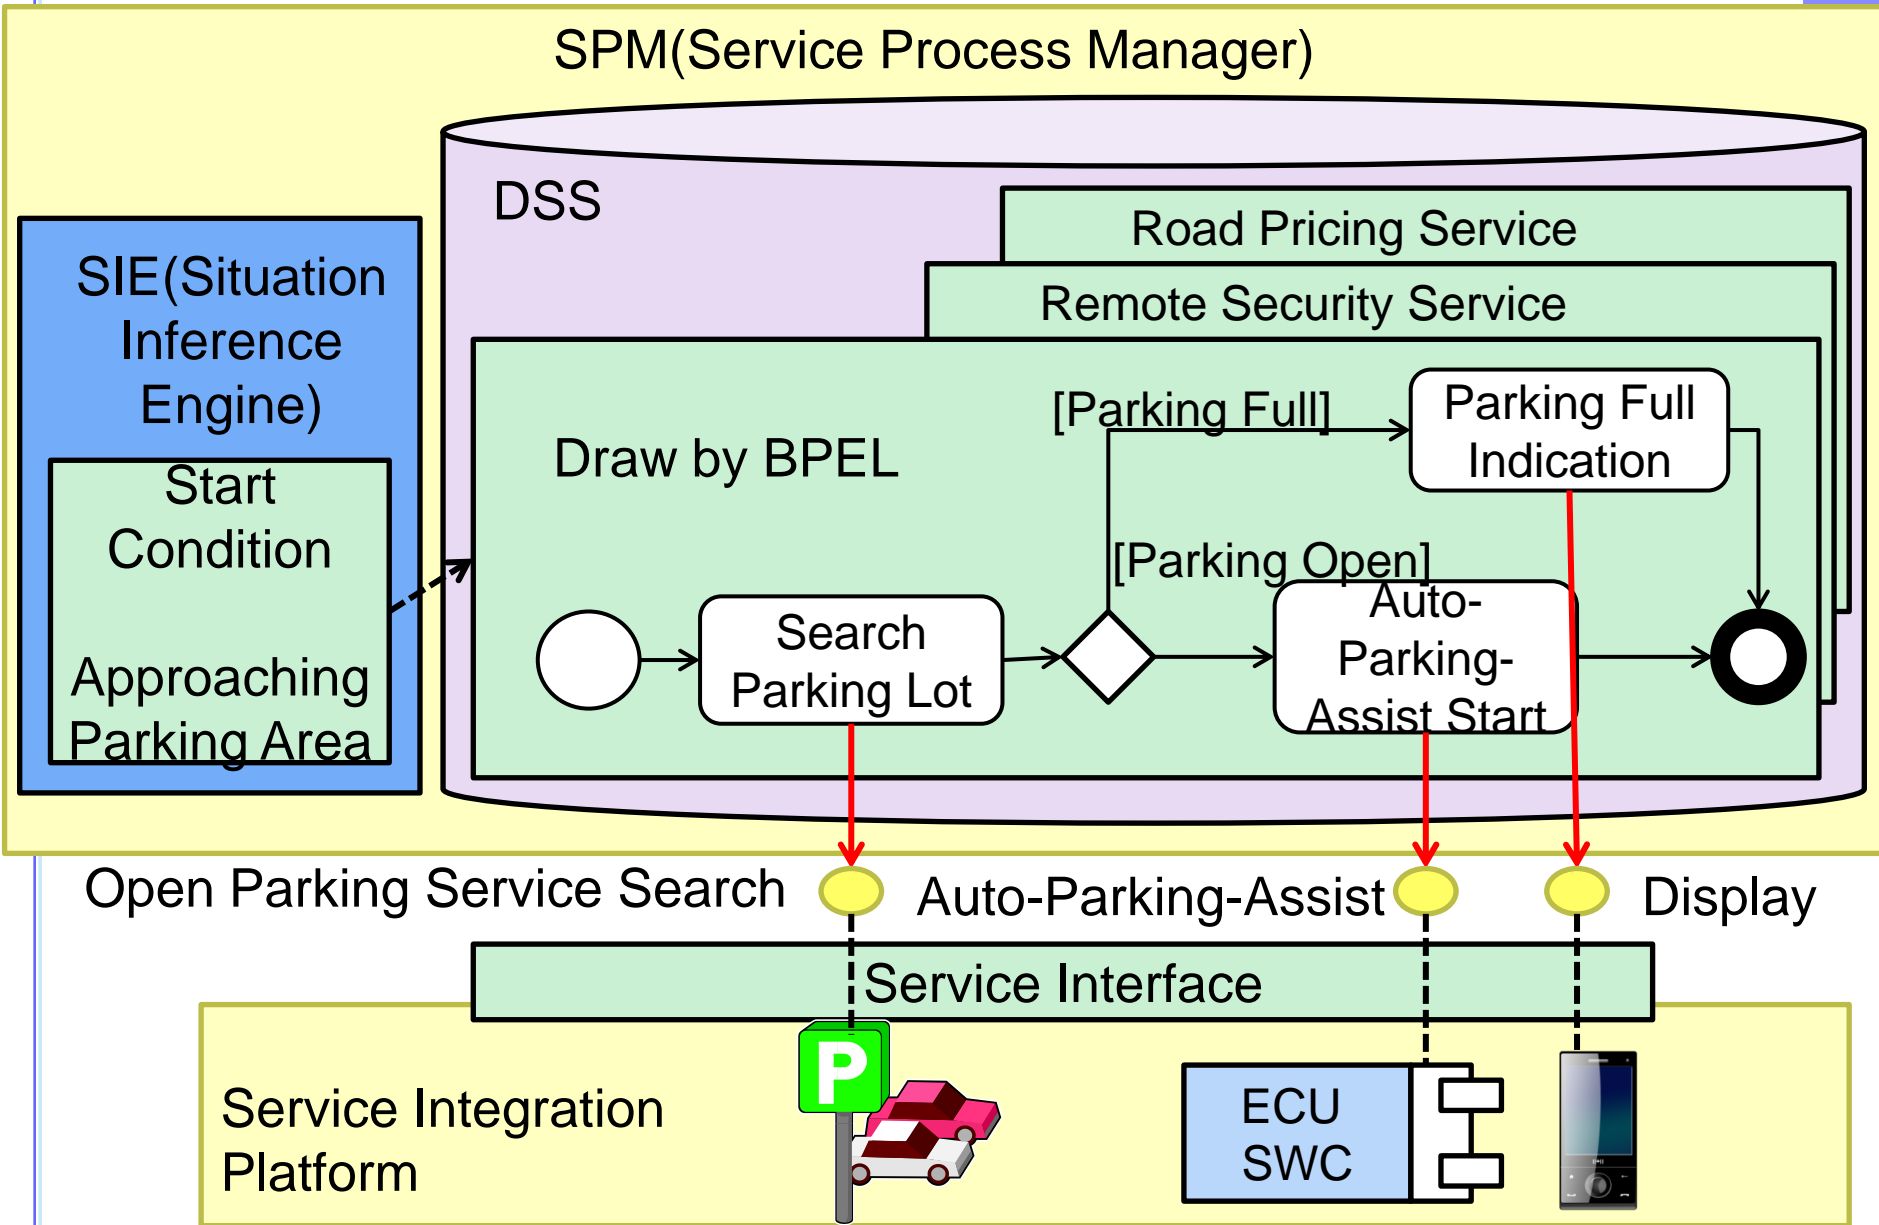 SPM(Service Process Manager)
DSS
Road Pricing Service
Remote Security Service
SIE(Situation
Inference
Engine)
Start
Condition
Approaching
Parking Area
Draw by BPEL
[Parking Full]
Parking Full
Indication
[Parking Open]
Search
Parking Lot
Auto-
Parking-
Assist Start
Open Parking Service Search
Auto-Parking-Assist
Display
Service Interface
Service Integration
Platform
P
ECU
SWC